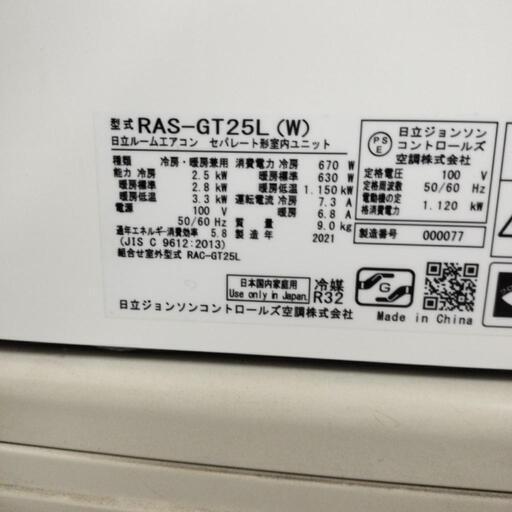 型式 RAS-GT25L(W)
日立ルームエアコン セパレート形室内ユニット
種類 冷房・暖房兼用
能力 冷房 2.5 kW
暖房標準 2.8 kW
暖房低温 3.3 kW
電源 100 V
50/60 Hz
通年エネルギー消費効率 5.8
(JIS C 9612:2013)
組合せ室外型式 RAC-GT25L
消費電力 冷房 670 W
暖房標準 630 W
暖房低温 1.150 kW
運転電流 冷房 7.3 A
暖房 6.8 A
質量 9.0 kg
製造年 2021
PSE
日立ジョンソンコントロールズ
空調株式会社
定格電圧 100 V
定格周波数 50/60 Hz
電動機の定格消費電力 1.120 kW
製造番号 000077
日本国内家庭用
Use only in Japan.
冷媒
R32
G
日立ジョンソンコントロールズ空調株式会社
Made in China